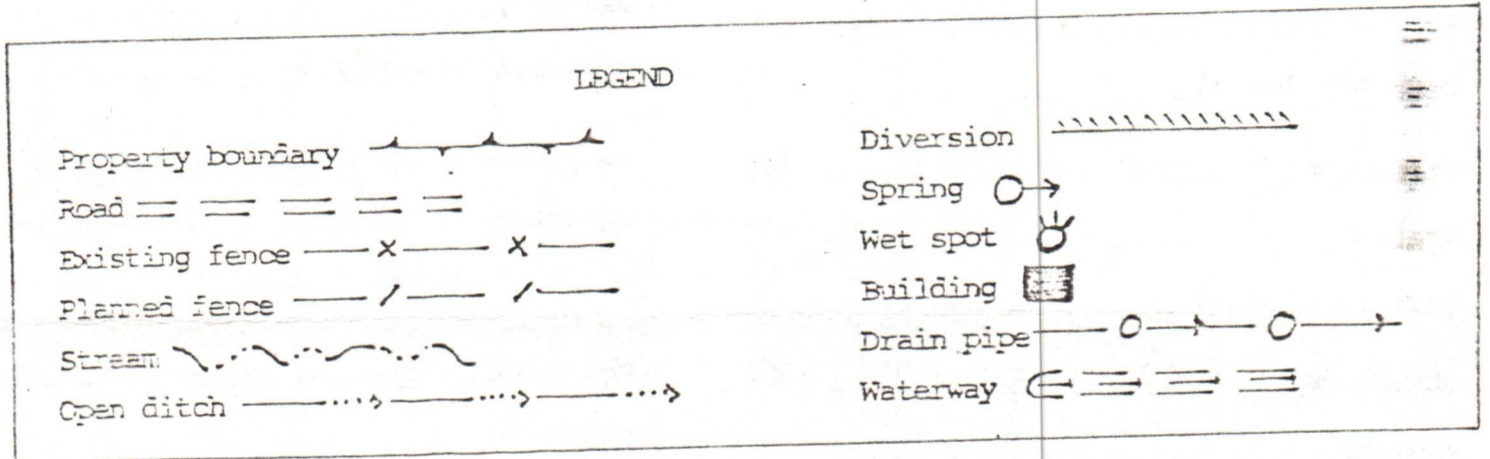 LEGEND
Property boundary
Road
Existing fence
Planned fence
Stream
Open ditch
Diversion
Spring
Wet spot
Building
Drain pipe
Waterway